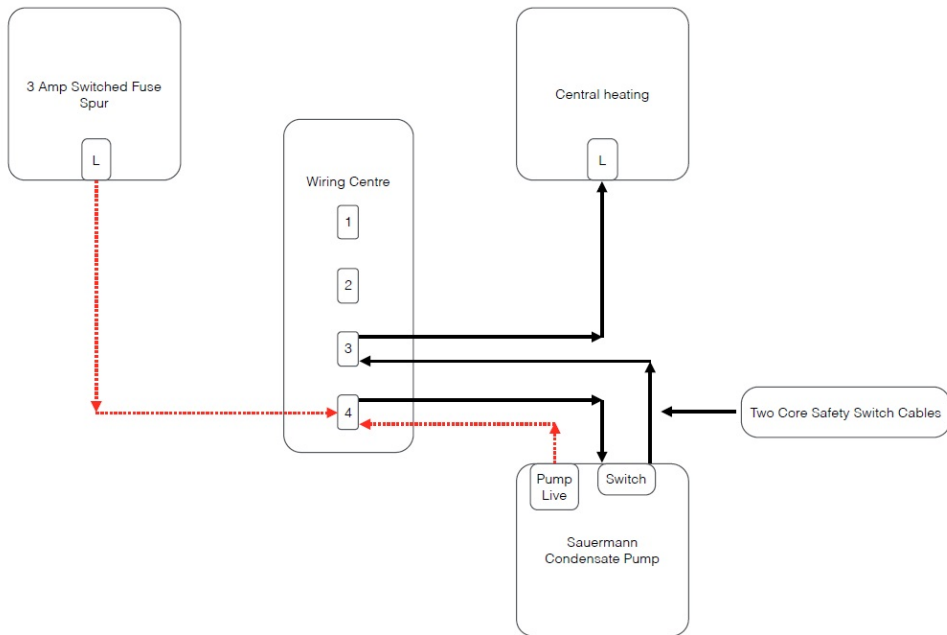 3 Amp Switched Fuse
Spur
L
Central heating
L
Wiring Centre
1
2
3
4
Two Core Safety Switch Cables
Pump
Live
Switch
Sauermann
Condensate Pump